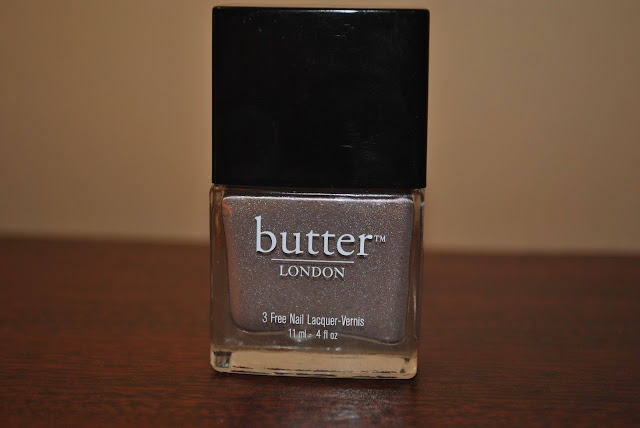 butter™
LONDON
3 Free Nail Lacquer-Vernis
11 ml - .4 fl oz